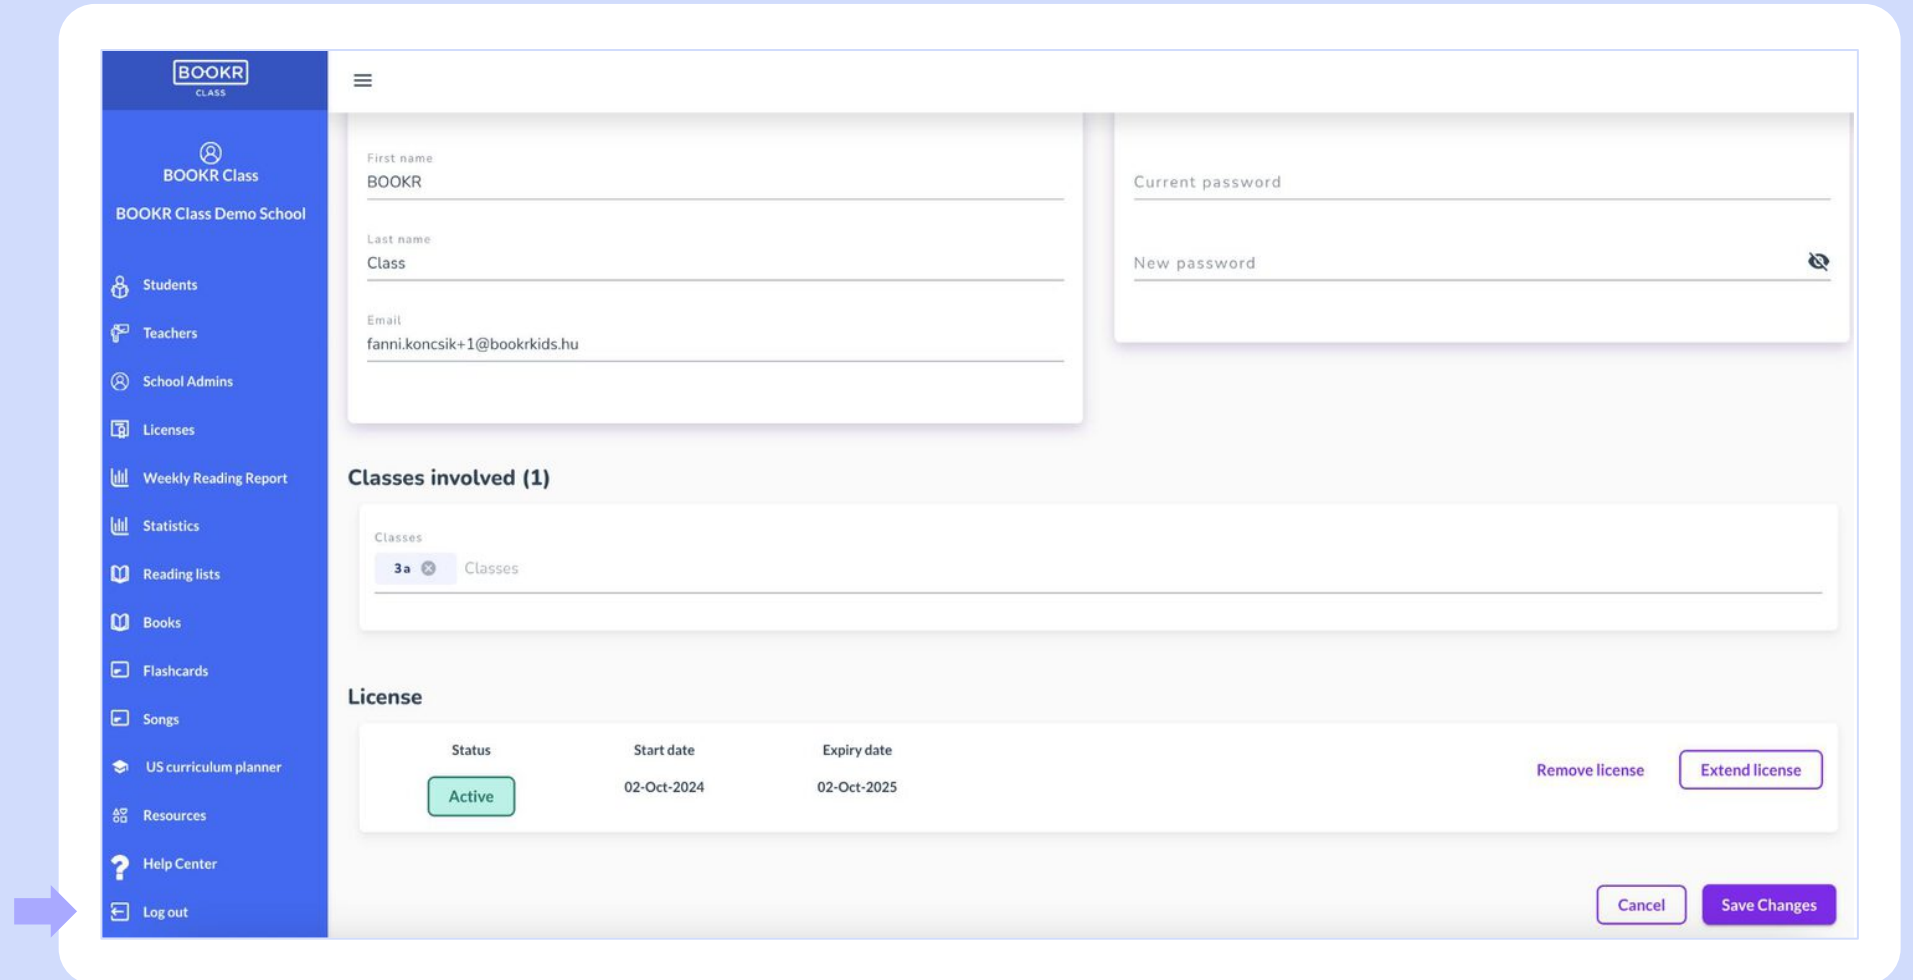 BOOKR
CLASS
BOOKR Class
BOOKR Class Demo School
Students
Teachers
School Admins
Licenses
Weekly Reading Report
Statistics
Reading lists
Books
Flashcards
Songs
US curriculum planner
Resources
Help Center
Log out
First name
BOOKR
Last name
Class
Email
fanni.koncsik+1@bookrkids.hu
Current password
New password
Classes involved (1)
Classes
3a Classes
License
Status Start date Expiry date
Active 02-Oct-2024 02-Oct-2025
Remove license Extend license
Cancel Save Changes